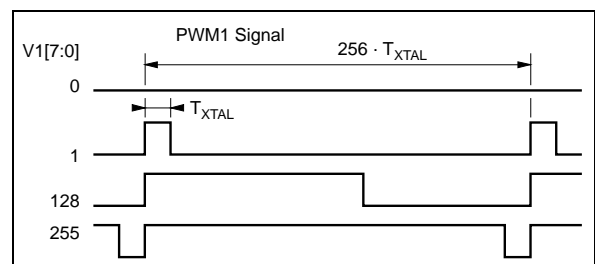 PWM1 Signal
V1[7:0]
256 · T_XTAL
0
T_XTAL
1
128
255